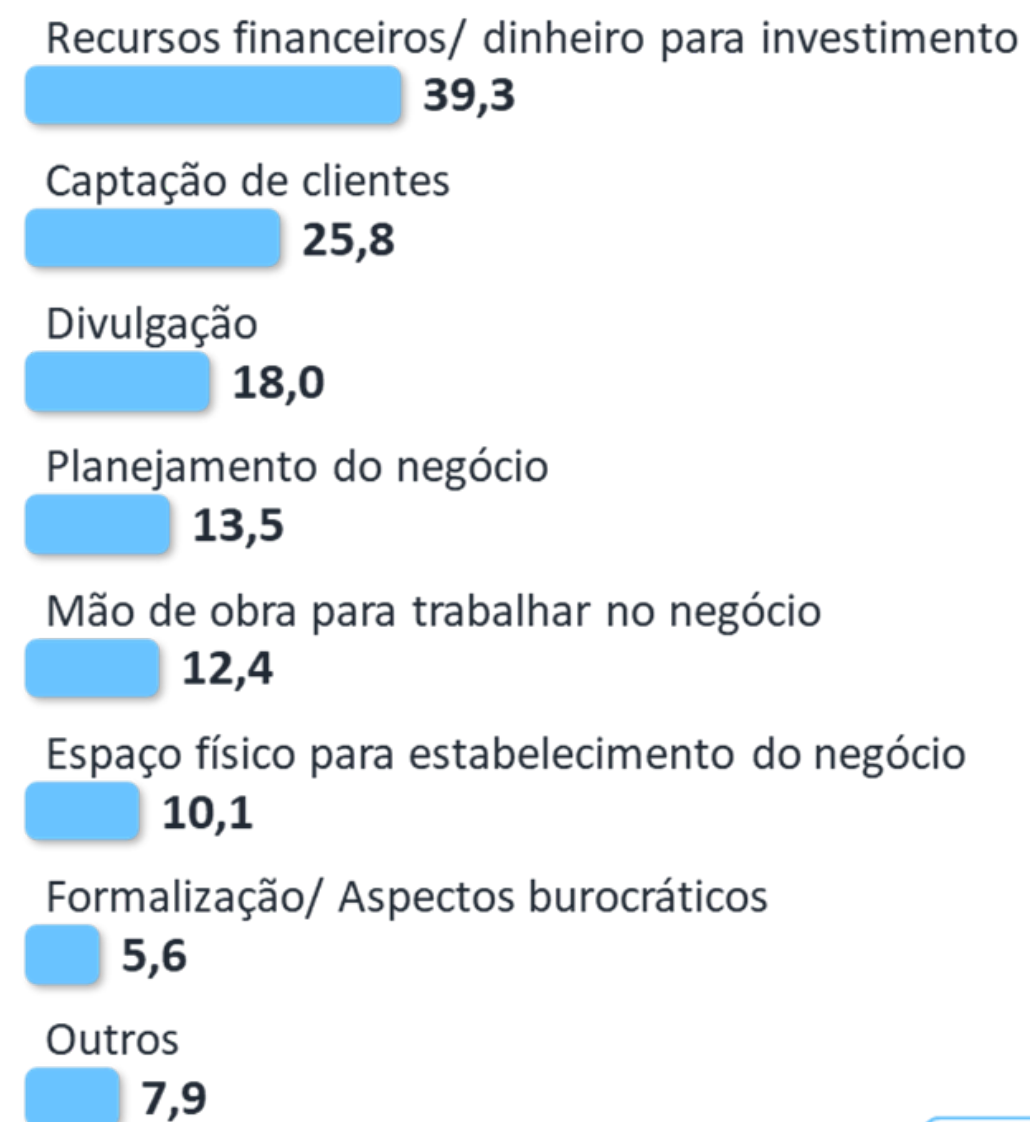 Recursos financeiros/ dinheiro para investimento
39,3
Captação de clientes
25,8
Divulgação
18,0
Planejamento do negócio
13,5
Mão de obra para trabalhar no negócio
12,4
Espaço físico para estabelecimento do negócio
10,1
Formalização/ Aspectos burocráticos
5,6
Outros
7,9